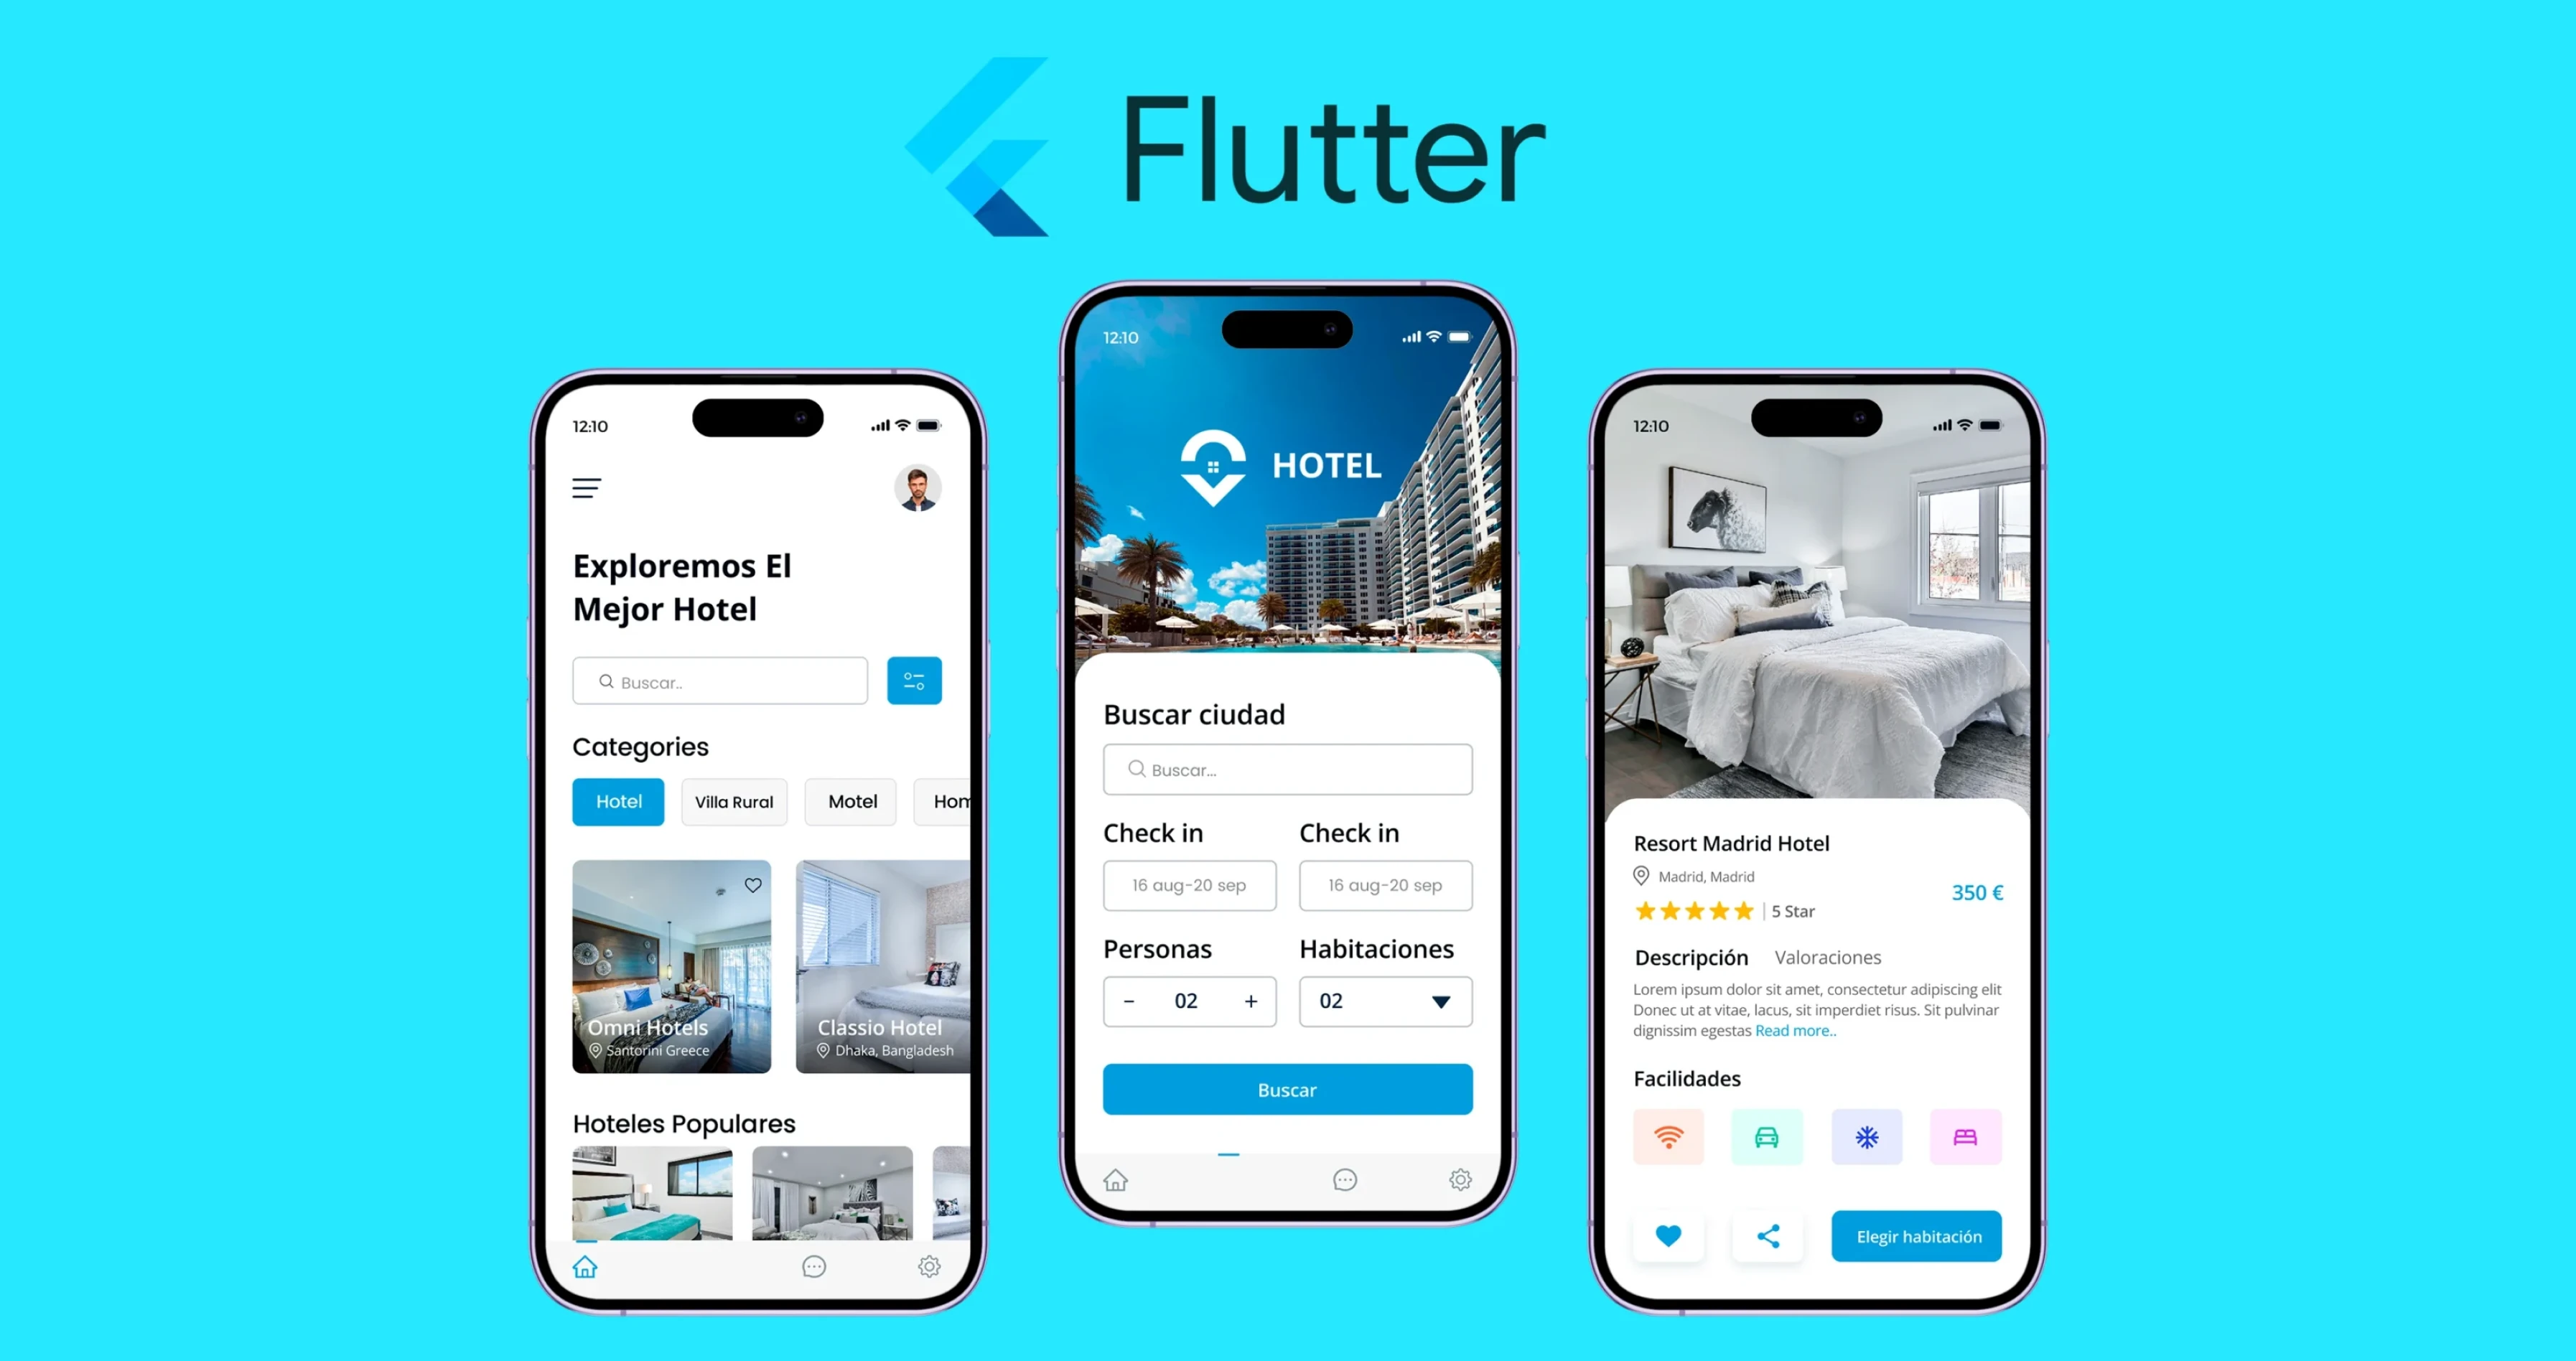 Flutter
12:10
Exploremos El
Mejor Hotel
Buscar..
Categories
Hotel
Villa Rural
Motel
Hom
Omni Hotels
Santorini Greece
Classio Hotel
Dhaka, Bangladesh
Hoteles Populares
12:10
HOTEL
Buscar ciudad
Buscar...
Check in
Check in
16 aug-20 sep
16 aug-20 sep
Personas
Habitaciones
− 02 +
02
Buscar
12:10
Resort Madrid Hotel
Madrid, Madrid
350 €
5 Star
Descripción
Valoraciones
Lorem ipsum dolor sit amet, consectetur adipiscing elit
Donec ut at vitae, lacus, sit imperdiet risus. Sit pulvinar
dignissim egestas Read more..
Facilidades
Elegir habitación